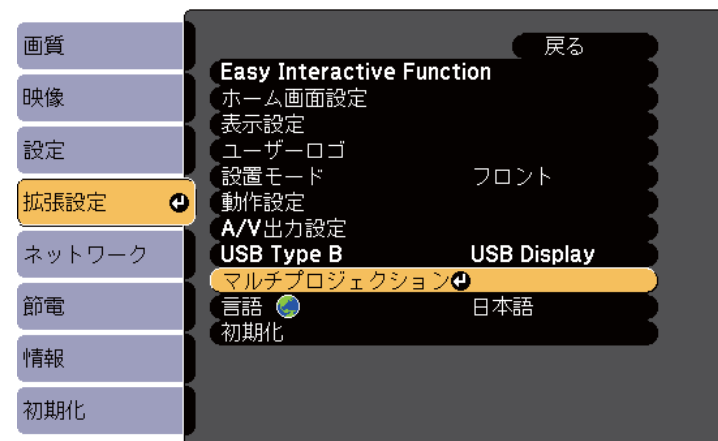 画質
映像
設定
拡張設定
ネットワーク
節電
情報
初期化
戻る
Easy Interactive Function
ホーム画面設定
表示設定
ユーザーロゴ
設置モード フロント
動作設定
A/V出力設定
USB Type B USB Display
マルチプロジェクション
言語 日本語
初期化